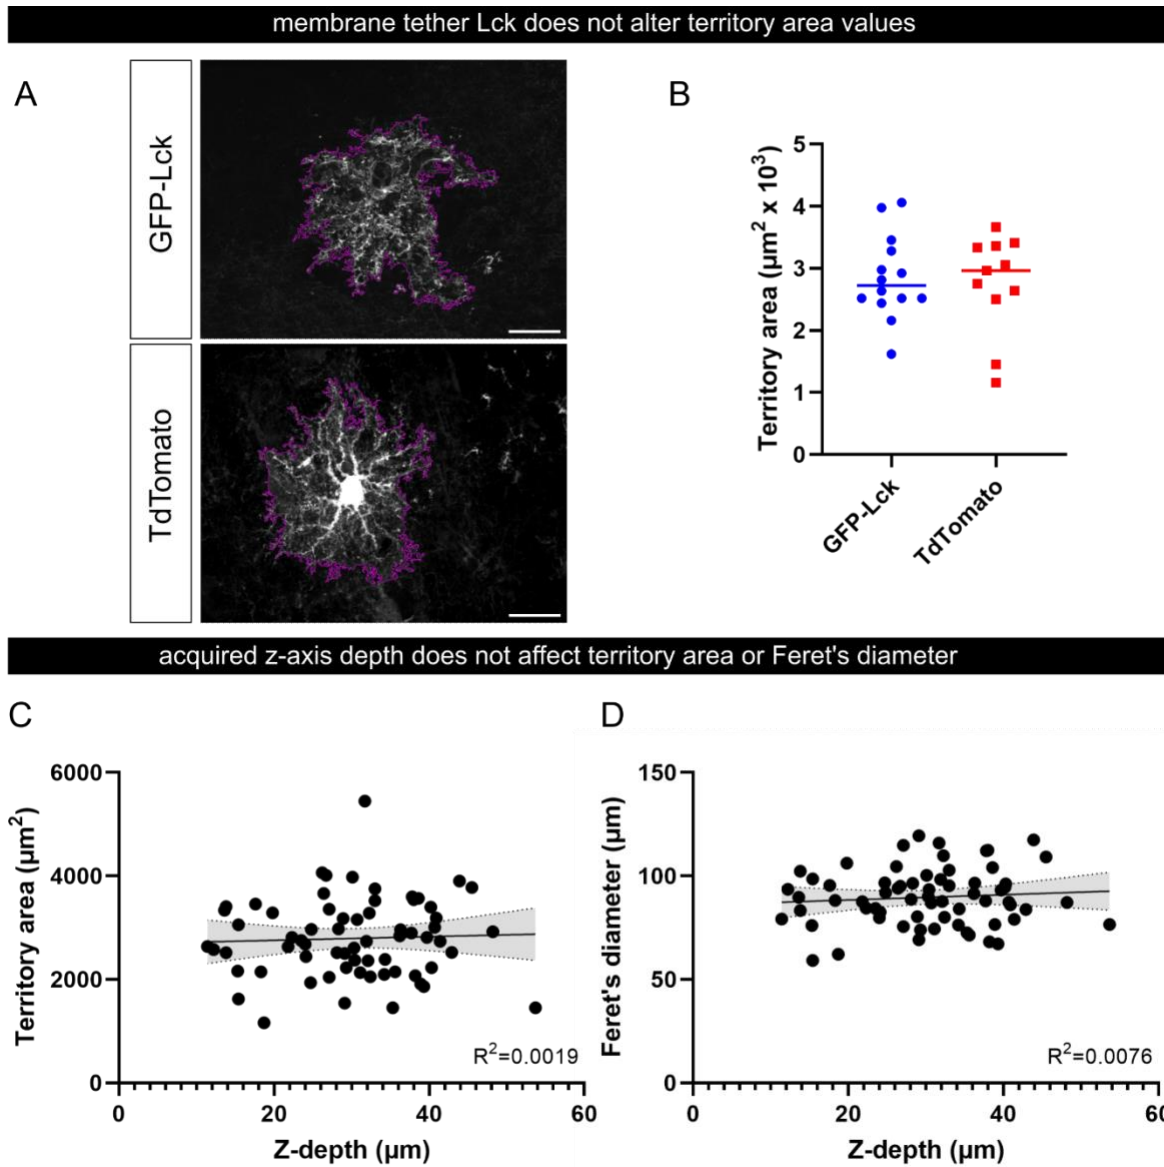 membrane tether Lck does not alter territory area values
A
GFP-Lck
TdTomato
B
Territory area (µm² x 10³)
5
4
3
2
1
0
GFP-Lck
TdTomato
acquired z-axis depth does not affect territory area or Feret's diameter
C
Territory area (µm²)
6000
4000
2000
0
R²=0.0019
0 20 40 60
Z-depth (µm)
D
Feret's diameter (µm)
150
100
50
0
R²=0.0076
0 20 40 60
Z-depth (µm)